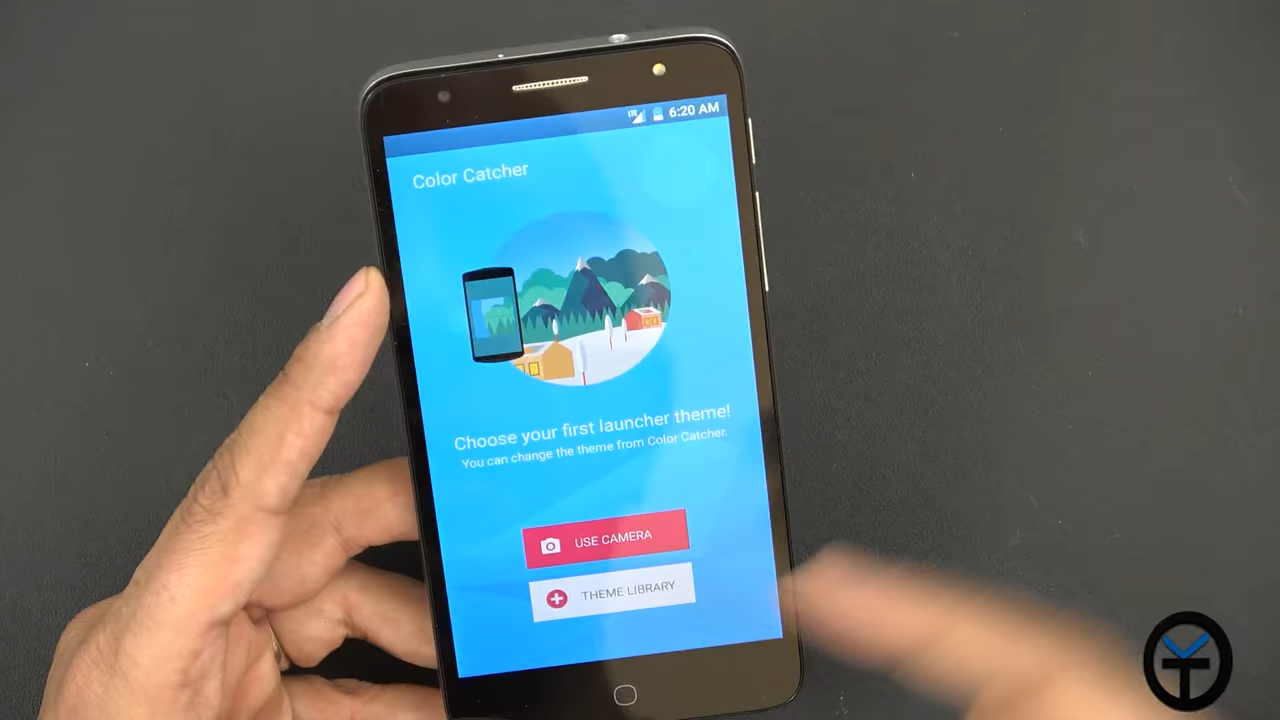 LTE 6:20 AM
Color Catcher
Choose your first launcher theme!
You can change the theme from Color Catcher.
USE CAMERA
THEME LIBRARY